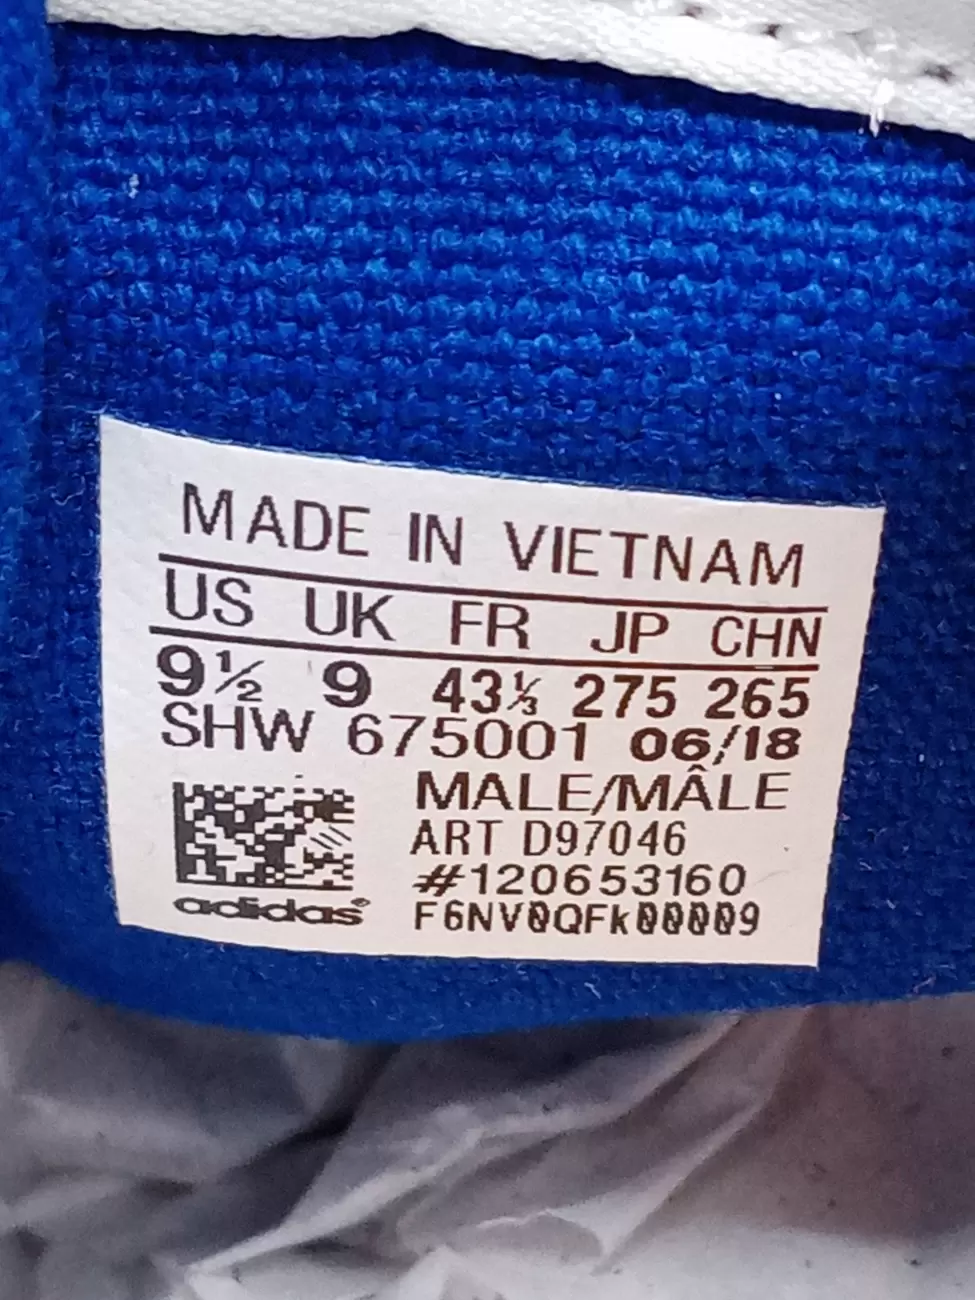 MADE IN VIETNAM
US UK FR JP CHN
9½ 9 43⅓ 275 265
SHW 675001 06/18
MALE/MÂLE
ART D97046
#120653160
adidas®
F6NV0QFk00009